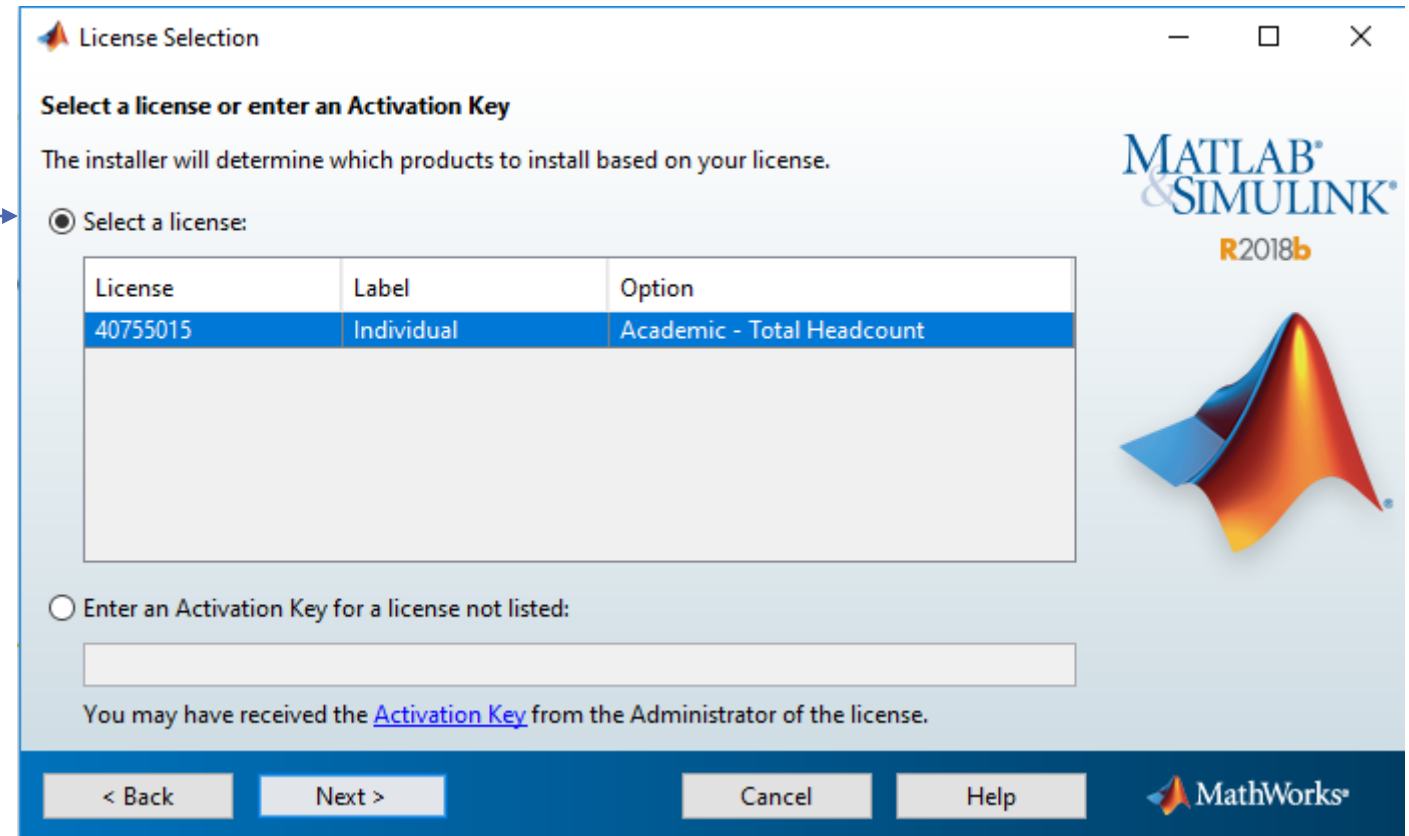 License Selection
Select a license or enter an Activation Key
The installer will determine which products to install based on your license.
MATLAB®
&SIMULINK®
R2018b
Select a license:
License Label Option
40755015 Individual Academic - Total Headcount
Enter an Activation Key for a license not listed:
You may have received the Activation Key from the Administrator of the license.
< Back Next > Cancel Help MathWorks®